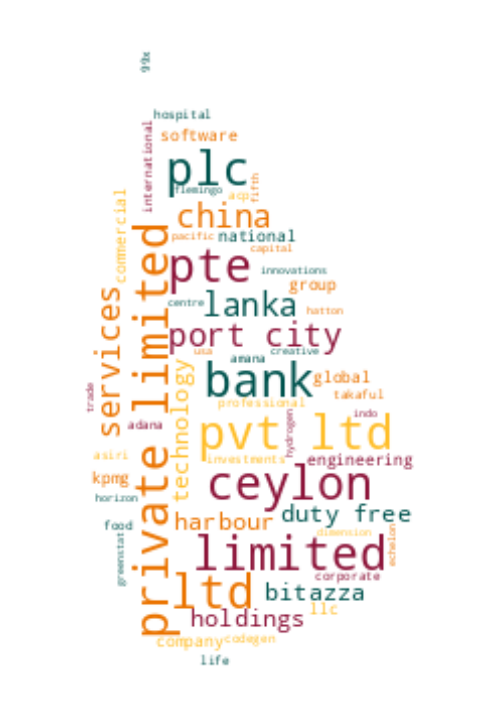 99x
hospital
international
software
plc
flemingo
fifth
acpi
commercial
china
pacific
national
capital
private limited
pte
innovations
group
services
centre
lanka
hatton
port city
usa
creative
amana
bank
global
technology
takaful
trade
professional
indo
adana
hydrogen
pvt ltd
asiri
investments
engineering
kpmg
ceylon
horizon
duty free
food
harbour
dimension
echelon
greenstat
limited
corporate
ltd
bitazza
llc
holdings
company
codegen
life